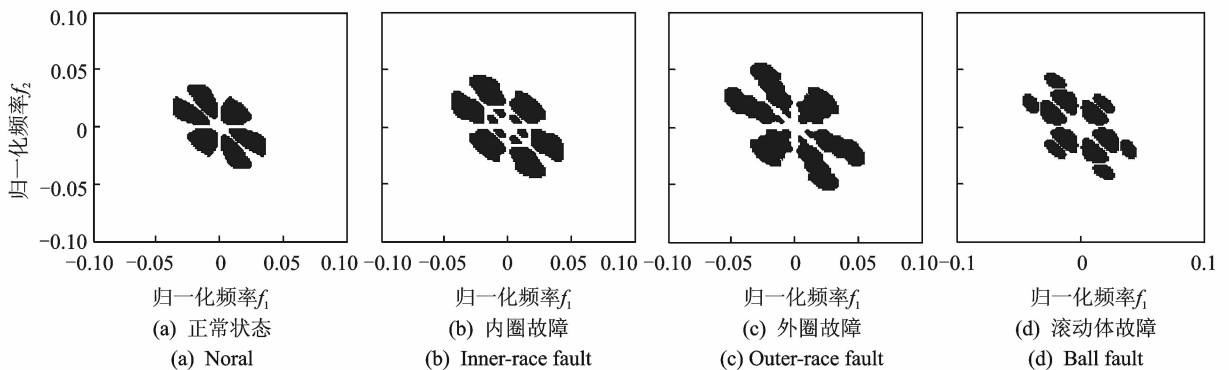 0.10
0.05
0
−0.05
−0.10
归一化频率f₂
−0.10 −0.05 0 0.05 0.10
−0.10 −0.05 0 0.05 0.10
−0.10 −0.05 0 0.05 0.10
−0.1 0 0.1
归一化频率f₁ 归一化频率f₁ 归一化频率f₁ 归一化频率f₁
(a) 正常状态 (b) 内圈故障 (c) 外圈故障 (d) 滚动体故障
(a) Noral (b) Inner-race fault (c) Outer-race fault (d) Ball fault